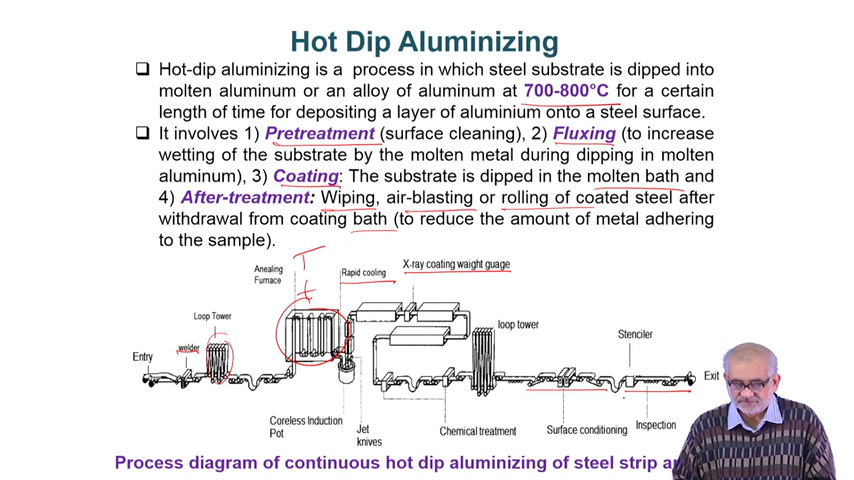 Hot Dip Aluminizing
❑ Hot-dip aluminizing is a process in which steel substrate is dipped into
molten aluminum or an alloy of aluminum at 700-800°C for a certain
length of time for depositing a layer of aluminium onto a steel surface.
❑ It involves 1) Pretreatment (surface cleaning), 2) Fluxing (to increase
wetting of the substrate by the molten metal during dipping in molten
aluminum), 3) Coating: The substrate is dipped in the molten bath and
4) After-treatment: Wiping, air-blasting or rolling of coated steel after
withdrawal from coating bath (to reduce the amount of metal adhering
to the sample).
T
t
Anealing
Furnace
Rapid cooling
X-ray coating weight guage
Loop Tower
loop tower
Stenciler
welder
Entry
Exit
Coreless Induction
Pot
Jet
knives
Chemical treatment
Surface conditioning
Inspection
Process diagram of continuous hot dip aluminizing of steel strip